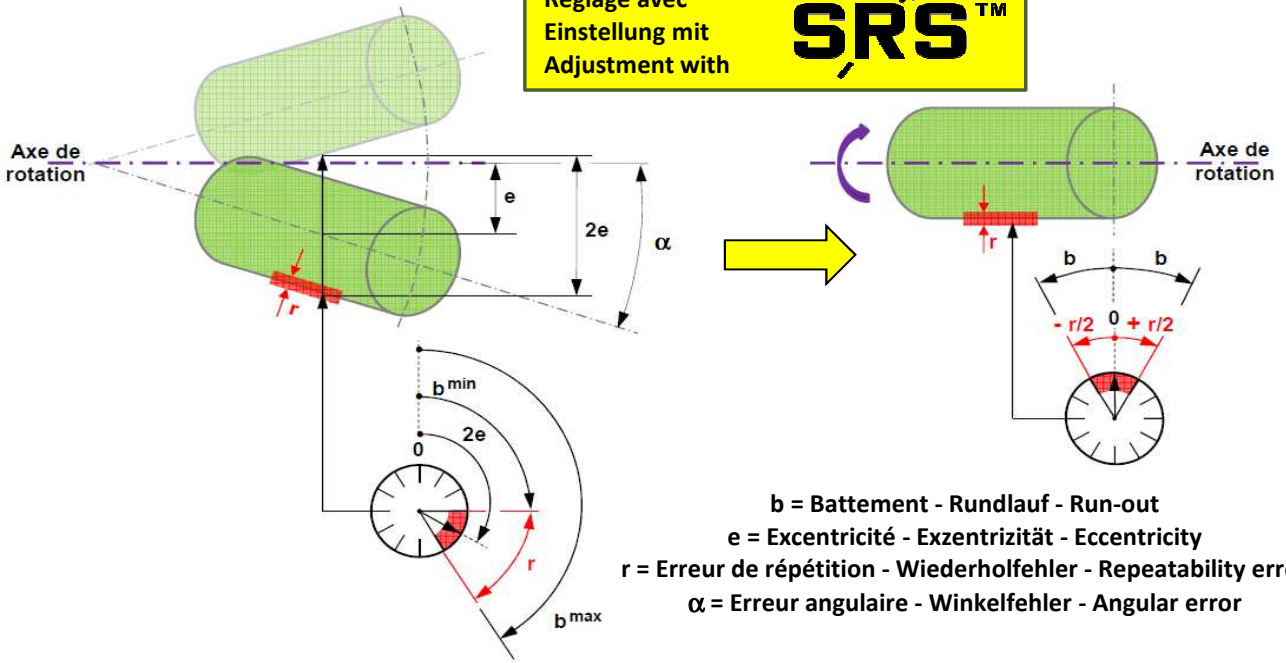 Réglage avec
Einstellung mit
Adjustment with
SRS™
Axe de
rotation
e
2e
α
r
b min
2e
0
r
b max
Axe de
rotation
r
b
b
- r/2
0
+ r/2
b = Battement - Rundlauf - Run-out
e = Excentricité - Exzentrizität - Eccentricity
r = Erreur de répétition - Wiederholfehler - Repeatability erro
α = Erreur angulaire - Winkelfehler - Angular error